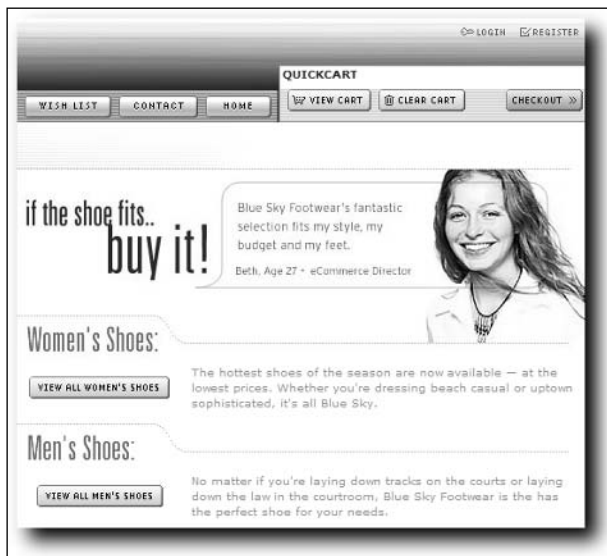 LOGIN REGISTER
QUICKCART
WISH LIST CONTACT HOME VIEW CART CLEAR CART CHECKOUT »
if the shoe fits..
buy it!
Blue Sky Footwear's fantastic
selection fits my style, my
budget and my feet.
Beth, Age 27 • eCommerce Director
Women's Shoes:
VIEW ALL WOMEN'S SHOES
The hottest shoes of the season are now available — at the
lowest prices. Whether you're dressing beach casual or uptown
sophisticated, it's all Blue Sky.
Men's Shoes:
VIEW ALL MEN'S SHOES
No matter if you're laying down tracks on the courts or laying
down the law in the courtroom, Blue Sky Footwear is the has
the perfect shoe for your needs.